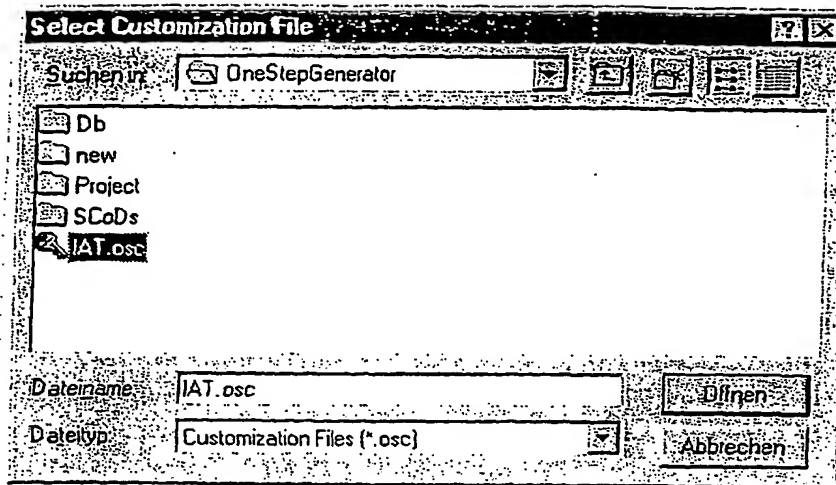 Select Customization File
Suchen in: OneStepGenerator
Db
new
Project
SCoDs
IAT.osc
Dateiname: IAT.osc
Öffnen
Dateityp: Customization Files (*.osc)
Abbrechen